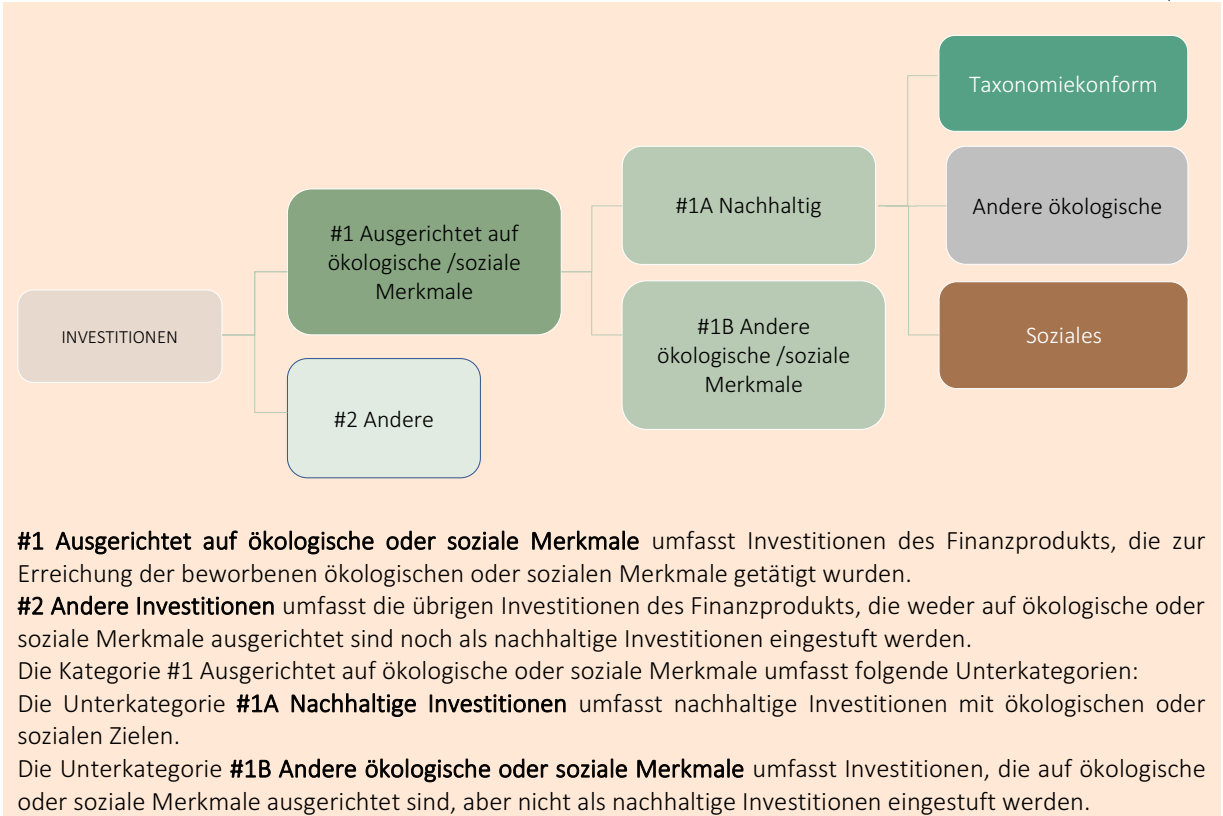 Taxonomiekonform
#1A Nachhaltig
Andere ökologische
#1 Ausgerichtet auf
ökologische /soziale
Merkmale
INVESTITIONEN
#1B Andere
ökologische /soziale
Merkmale
Soziales
#2 Andere
#1 Ausgerichtet auf ökologische oder soziale Merkmale umfasst Investitionen des Finanzprodukts, die zur
Erreichung der beworbenen ökologischen oder sozialen Merkmale getätigt wurden.
#2 Andere Investitionen umfasst die übrigen Investitionen des Finanzprodukts, die weder auf ökologische oder
soziale Merkmale ausgerichtet sind noch als nachhaltige Investitionen eingestuft werden.
Die Kategorie #1 Ausgerichtet auf ökologische oder soziale Merkmale umfasst folgende Unterkategorien:
Die Unterkategorie #1A Nachhaltige Investitionen umfasst nachhaltige Investitionen mit ökologischen oder
sozialen Zielen.
Die Unterkategorie #1B Andere ökologische oder soziale Merkmale umfasst Investitionen, die auf ökologische
oder soziale Merkmale ausgerichtet sind, aber nicht als nachhaltige Investitionen eingestuft werden.